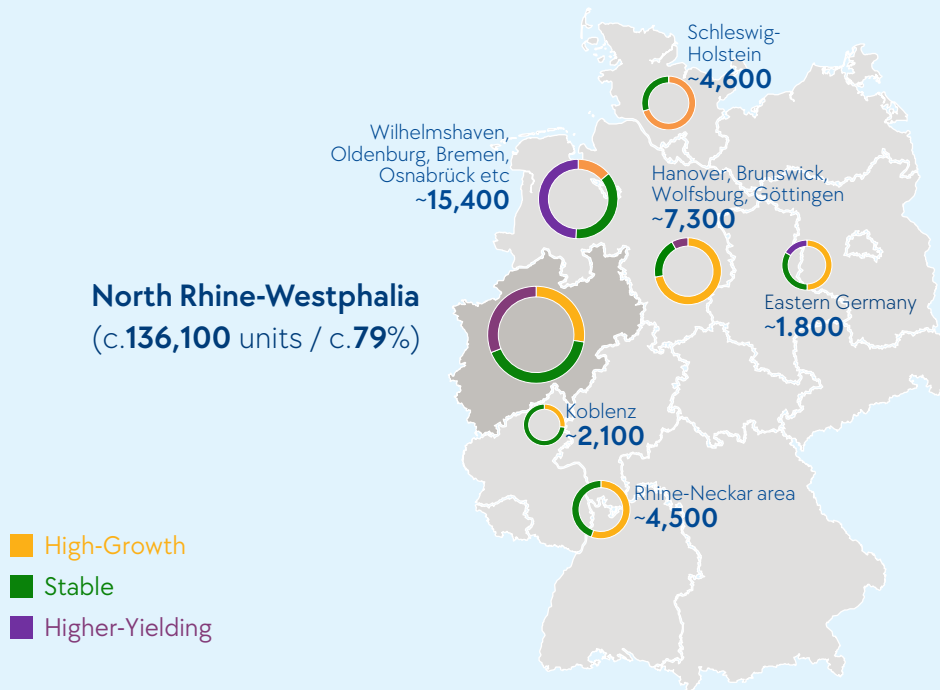 Schleswig-
Holstein
~4,600
Wilhelmshaven,
Oldenburg, Bremen,
Osnabrück etc
~15,400
Hanover, Brunswick,
Wolfsburg, Göttingen
~7,300
Eastern Germany
~1.800
North Rhine-Westphalia
(c.136,100 units / c.79%)
Koblenz
~2,100
Rhine-Neckar area
~4,500
High-Growth
Stable
Higher-Yielding